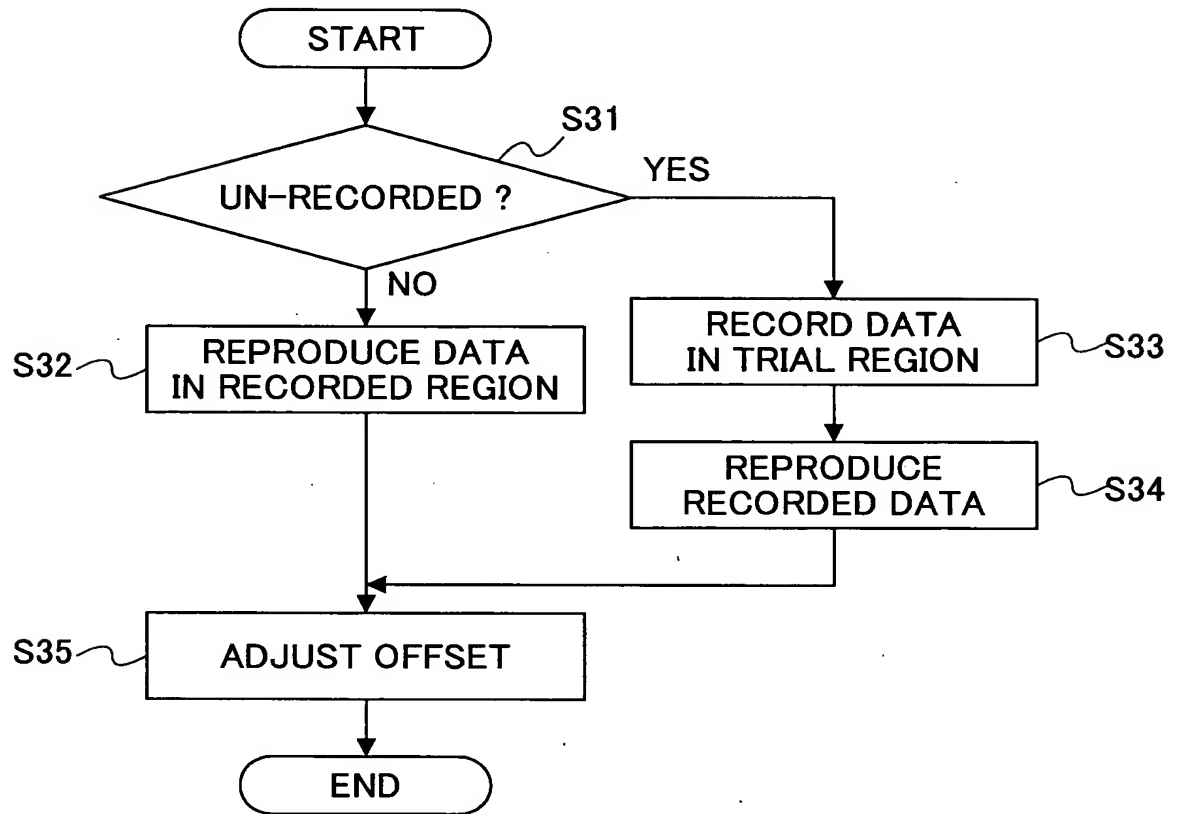 START
S31
UN-RECORDED ?
YES
NO
S32
REPRODUCE DATA
IN RECORDED REGION
RECORD DATA
IN TRIAL REGION
S33
REPRODUCE
RECORDED DATA
S34
S35
ADJUST OFFSET
END